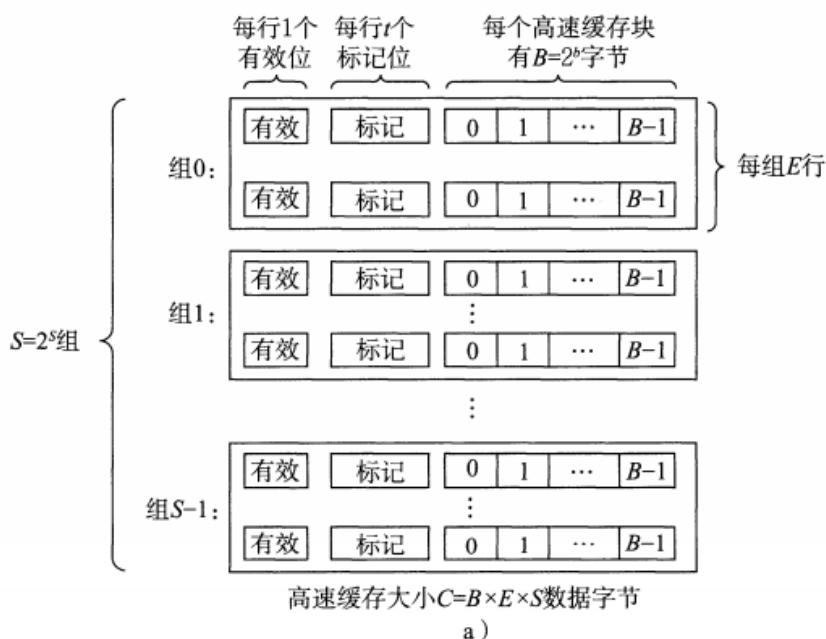 每行1个 每行t个 每个高速缓存块
有效位 标记位 有B=2ᵇ字节
有效 标记 0 1 … B−1
组0: 每组E行
有效 标记 0 1 … B−1
有效 标记 0 1 … B−1
组1: ⋮
有效 标记 0 1 … B−1
S=2ˢ组
⋮
有效 标记 0 1 … B−1
组S−1: ⋮
有效 标记 0 1 … B−1
高速缓存大小C=B×E×S数据字节
a）